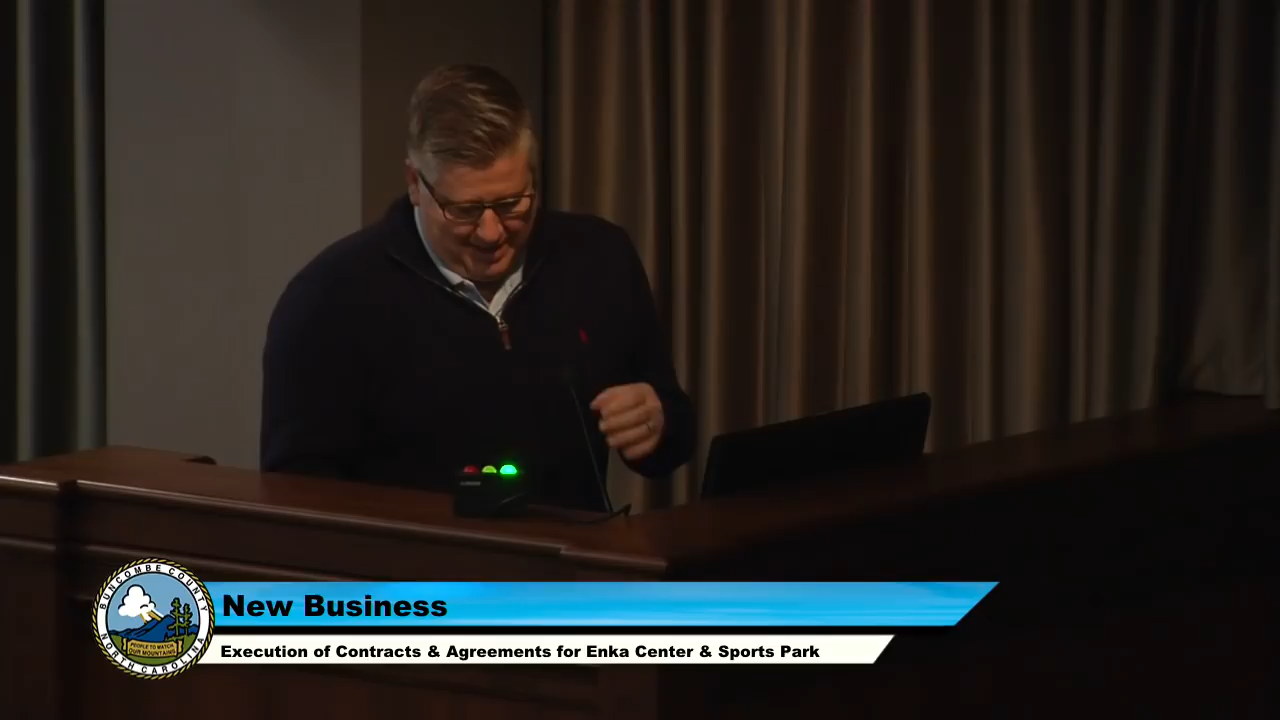 New Business
Execution of Contracts & Agreements for Enka Center & Sports Park
BUNCOMBE COUNTY
PEOPLE TO MATCH
OUR MOUNTAINS
NORTH CAROLINA